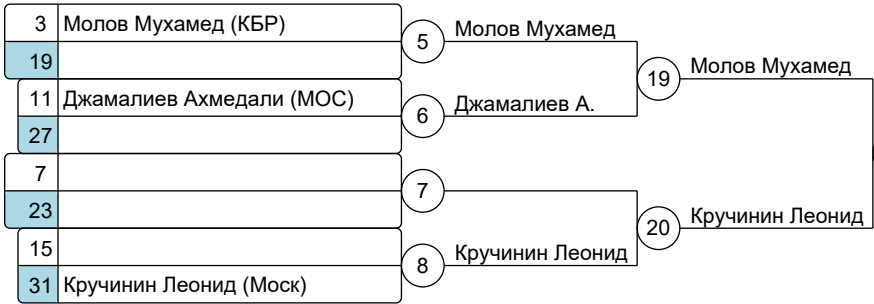 3 Молов Мухамед (КБР)
19
5 Молов Мухамед
11 Джамалиев Ахмедали (МОС)
27
6 Джамалиев А.
19 Молов Мухамед
7
23
7
15
31 Кручинин Леонид (Моск)
8 Кручинин Леонид
20 Кручинин Леонид